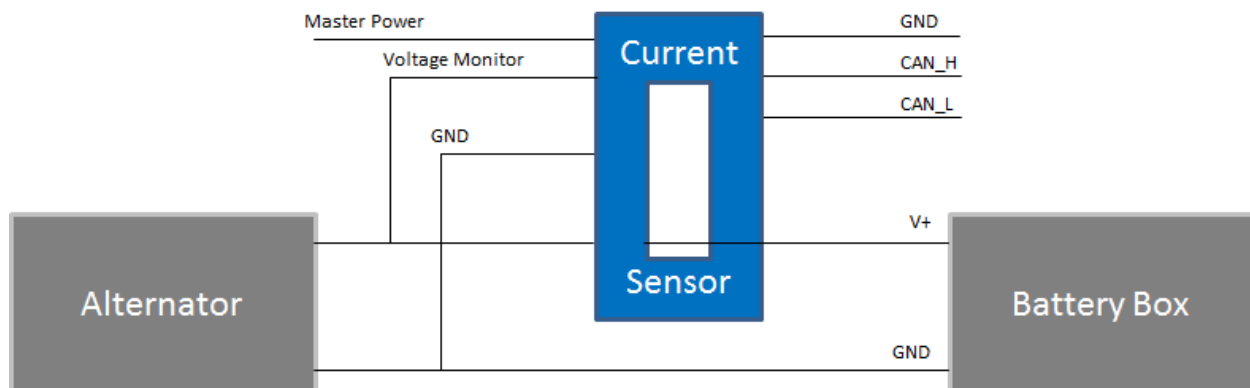 Master Power
Voltage Monitor
GND
Current
Sensor
GND
CAN_H
CAN_L
V+
GND
Alternator
Battery Box